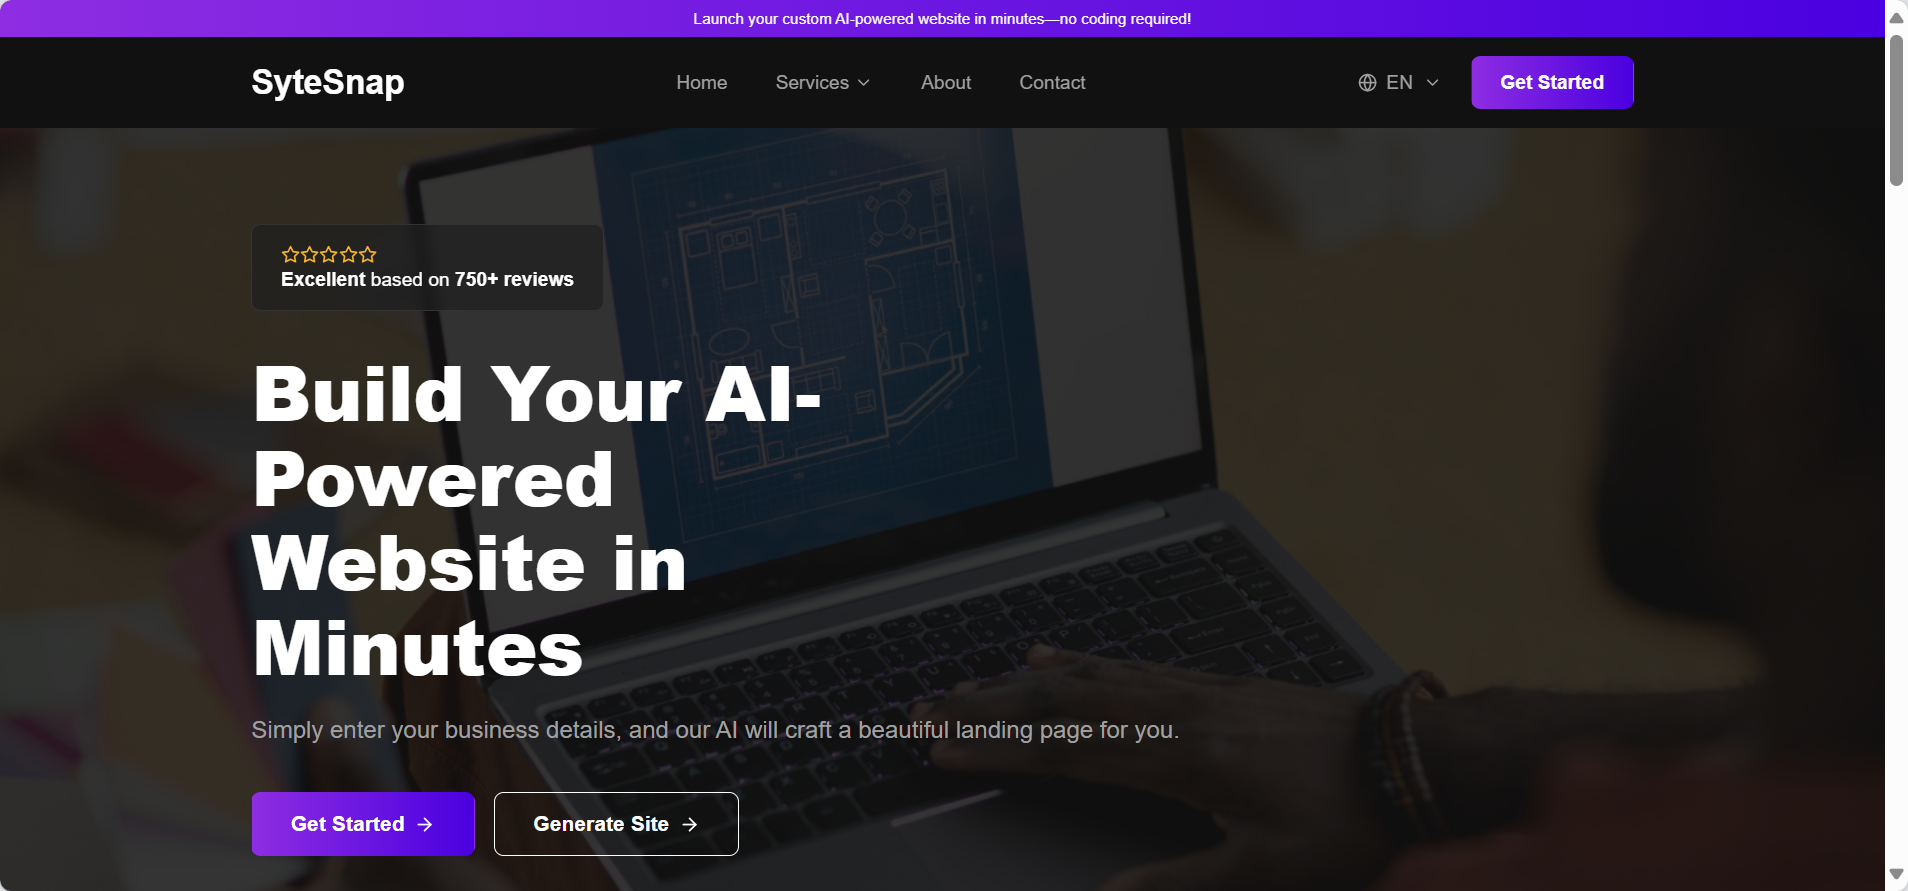 Launch your custom AI-powered website in minutes—no coding required!
SyteSnap
Home
Services
About
Contact
EN
Get Started
Excellent based on 750+ reviews
Build Your AI-
Powered
Website in
Minutes
Simply enter your business details, and our AI will craft a beautiful landing page for you.
Get Started
Generate Site